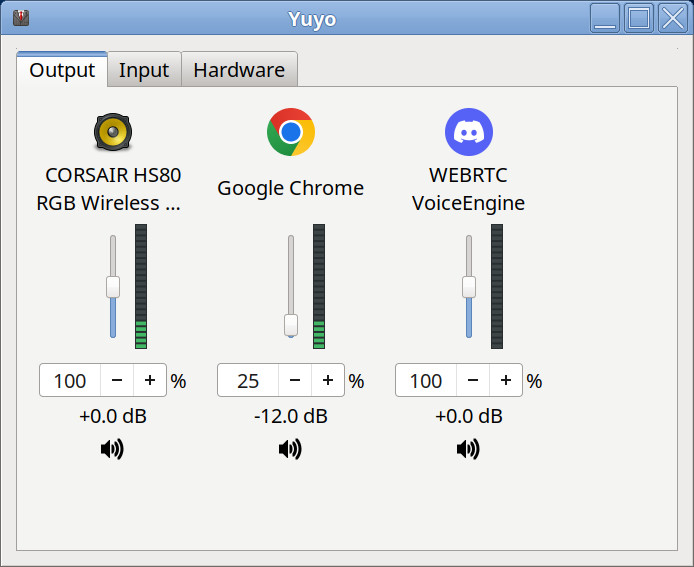 Yuyo
Output
Input
Hardware
CORSAIR HS80
RGB Wireless ...
Google Chrome
WEBRTC
VoiceEngine
100 − + %
25 − + %
100 − + %
+0.0 dB
-12.0 dB
+0.0 dB